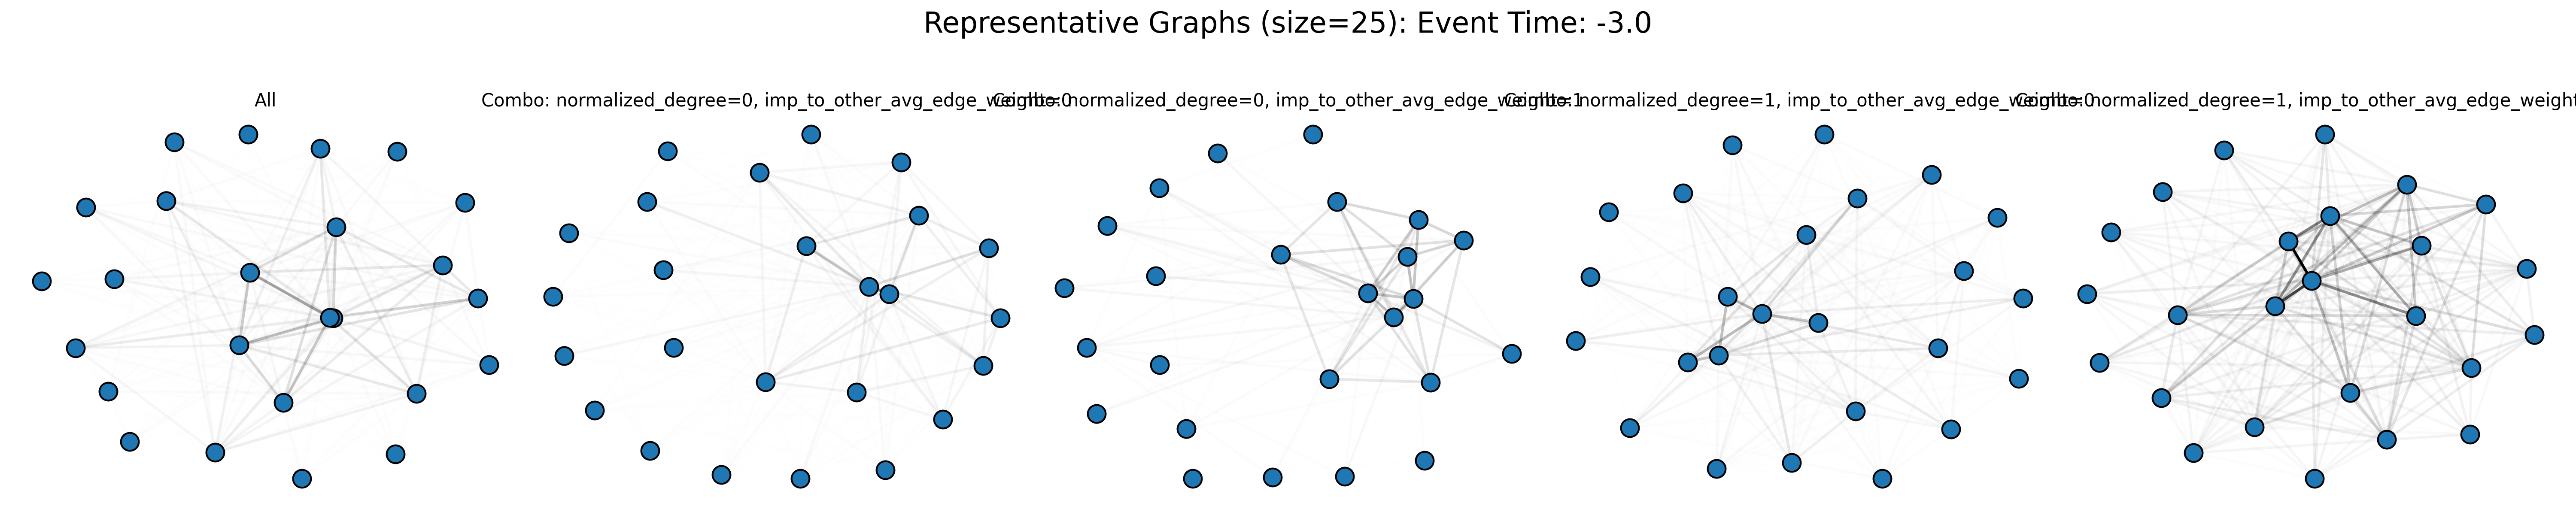 Representative Graphs (size=25): Event Time: -3.0
All
Combo: normalized_degree=0, imp_to_other_avg_edge_weight=0
Combo: normalized_degree=0, imp_to_other_avg_edge_weight=1
Combo: normalized_degree=1, imp_to_other_avg_edge_weight=0
Combo: normalized_degree=1, imp_to_other_avg_edge_weight